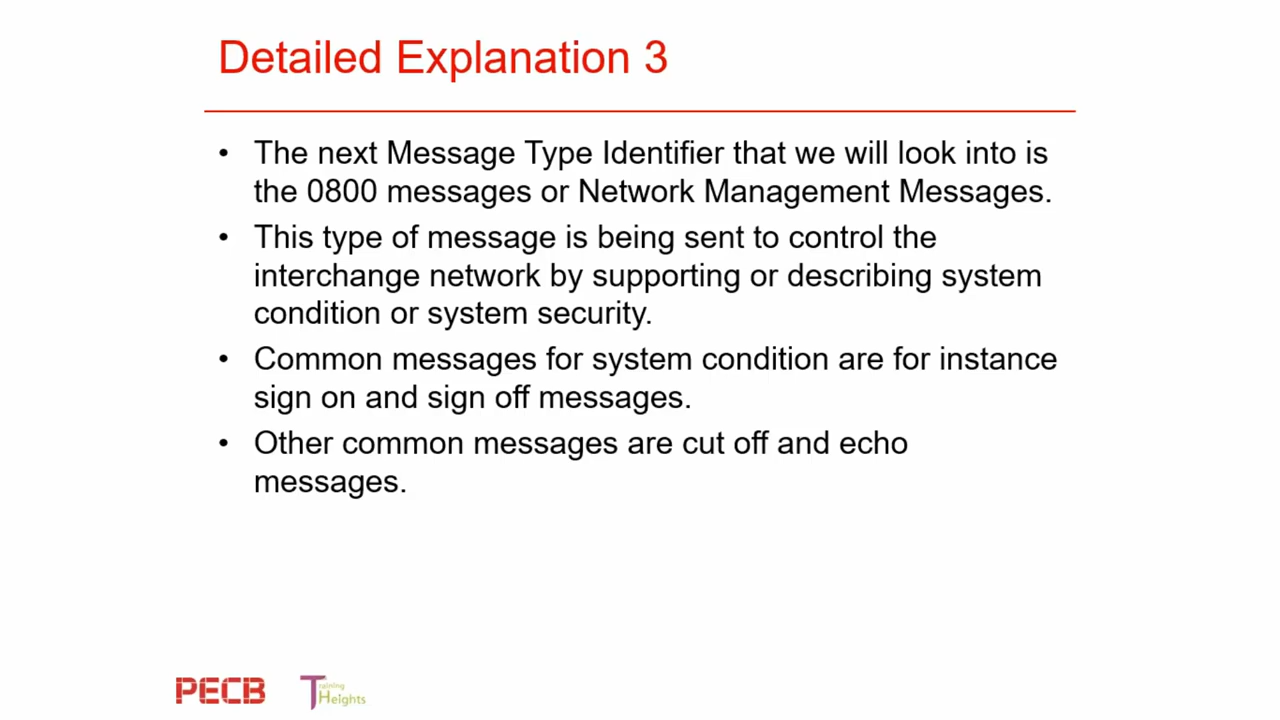 Detailed Explanation 3
• The next Message Type Identifier that we will look into is
the 0800 messages or Network Management Messages.
• This type of message is being sent to control the
interchange network by supporting or describing system
condition or system security.
• Common messages for system condition are for instance
sign on and sign off messages.
• Other common messages are cut off and echo
messages.
PECB
Training
Heights